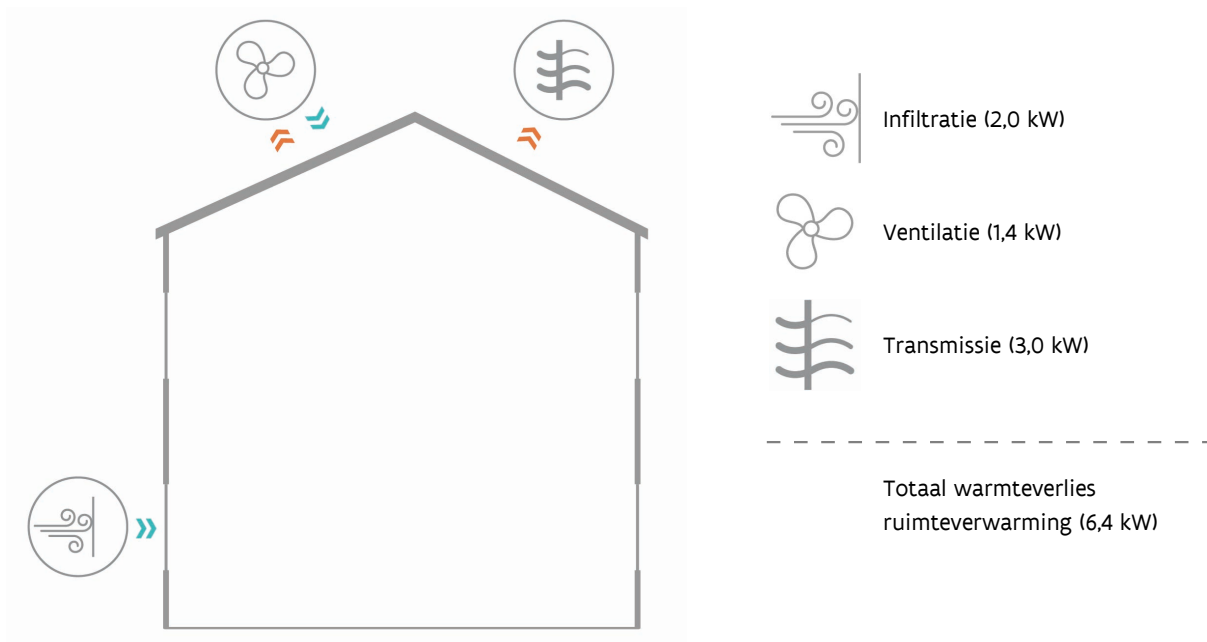 Infiltratie (2,0 kW)
Ventilatie (1,4 kW)
Transmissie (3,0 kW)
Totaal warmteverlies
ruimteverwarming (6,4 kW)